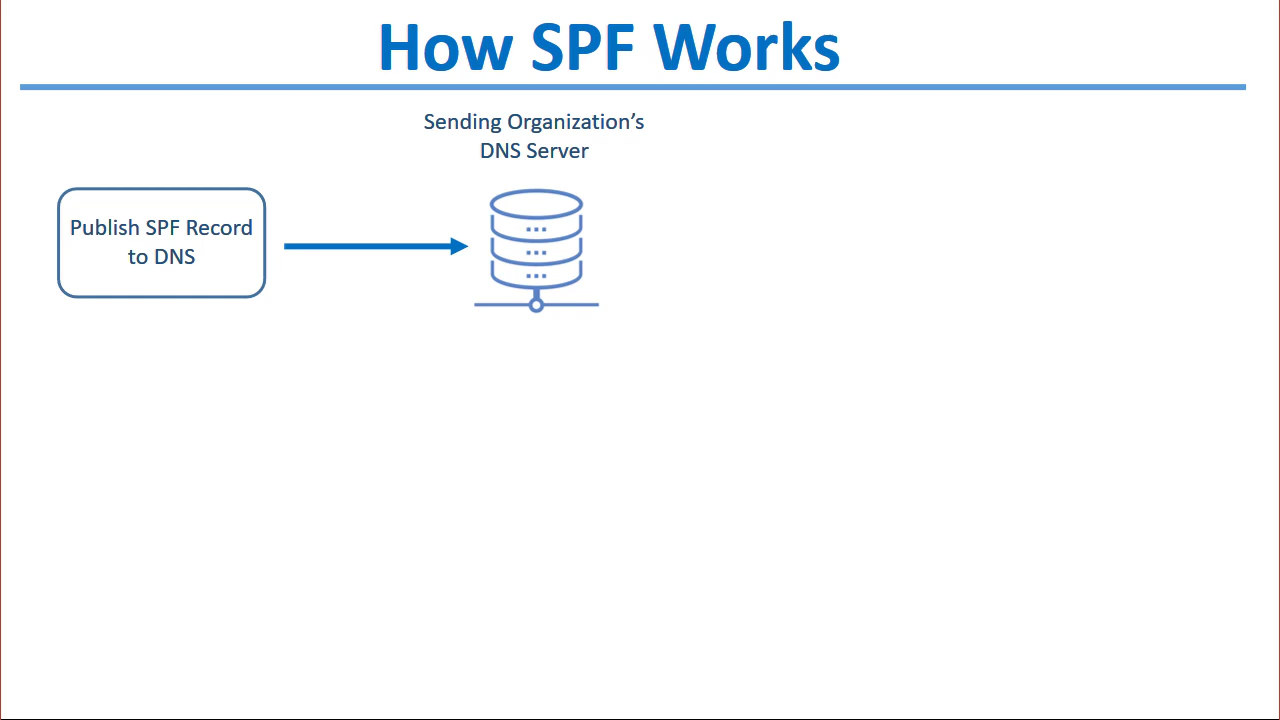 How SPF Works
Sending Organization’s
DNS Server
Publish SPF Record
to DNS